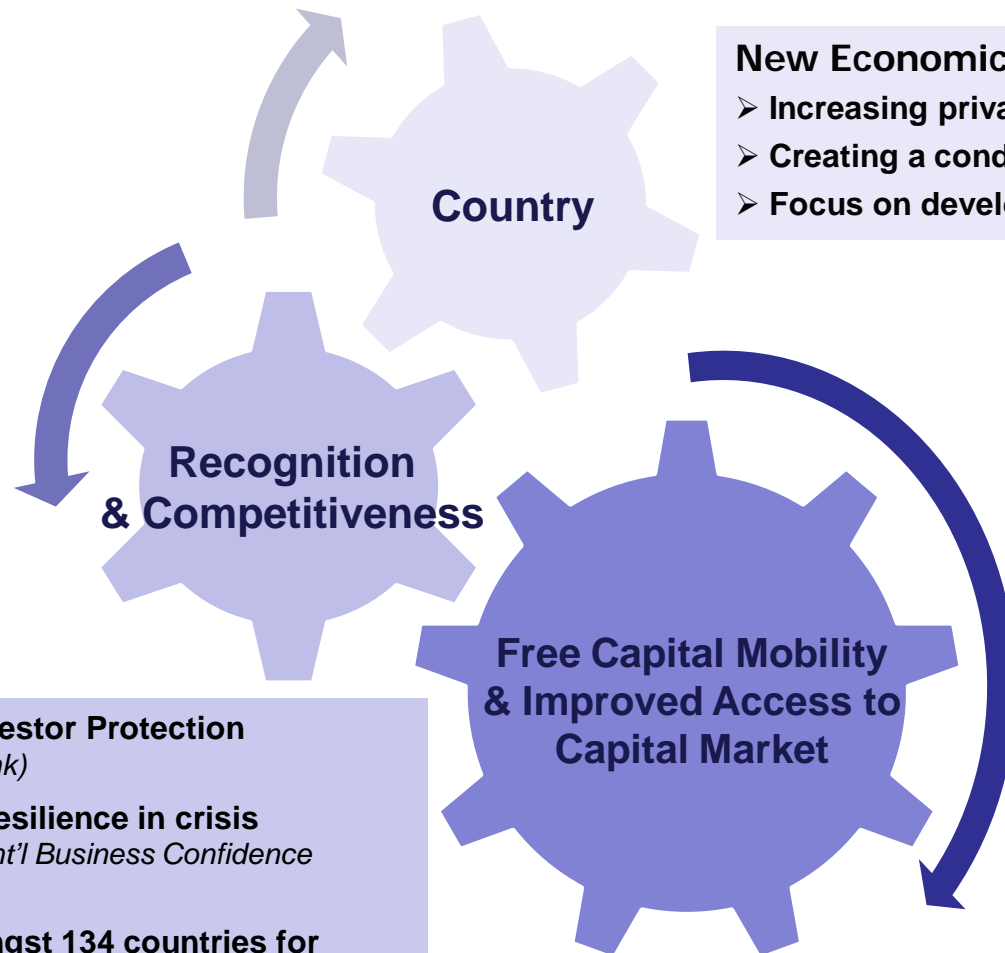 New Economic
➢ Increasing priva
➢ Creating a cond
➢ Focus on devel
Country
Recognition
& Competitiveness
Free Capital Mobility
& Improved Access to
Capital Market
estor Protection
nk)
esilience in crisis
nt'l Business Confidence
ngst 134 countries for